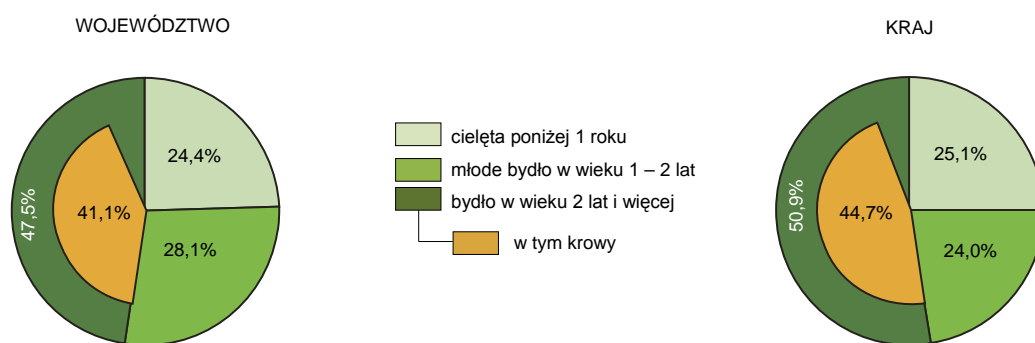 WOJEWÓDZTWO
KRAJ
24,4%
28,1%
47,5%
41,1%
cielęta poniżej 1 roku
młode bydło w wieku 1 – 2 lat
bydło w wieku 2 lat i więcej
w tym krowy
25,1%
24,0%
50,9%
44,7%